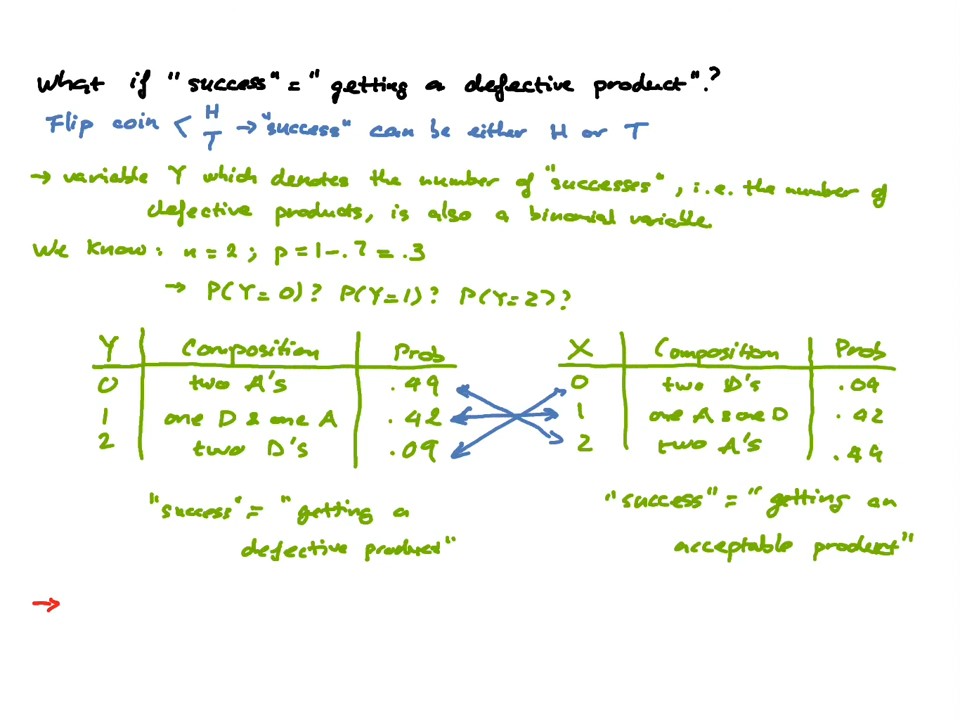 What if "success" = "getting a defective product"?
Flip coin < H T → "success" can be either H or T
→ variable Y which denotes the number of "successes", i.e. the number of
defective products, is also a binomial variable.
We know: n = 2; p = 1 - .7 = .3
→ P(Y=0)? P(Y=1)? P(Y=2)?
Y Composition Prob X Composition Prob
0 two A's .49 0 two D's .09
1 one D & one A .42 1 one A & one D .42
2 two D's .09 2 two A's .49
"success" = "getting a "success" = "getting an
defective product" acceptable product"
→